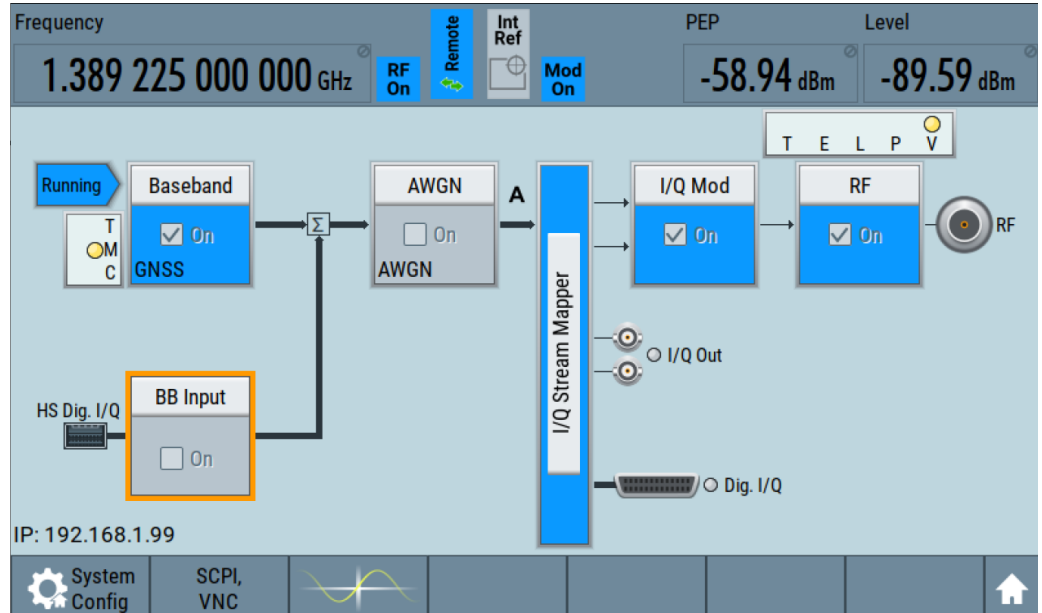 Frequency
1.389 225 000 000 GHz
RF
On
Remote
Int
Ref
Mod
On
PEP
-58.94 dBm
Level
-89.59 dBm
T E L P V
Running
Baseband
On
GNSS
T
M
C
Σ
AWGN
On
AWGN
A
I/Q Stream Mapper
I/Q Mod
On
RF
On
RF
I/Q Out
HS Dig. I/Q
BB Input
On
Dig. I/Q
IP: 192.168.1.99
System
Config
SCPI,
VNC